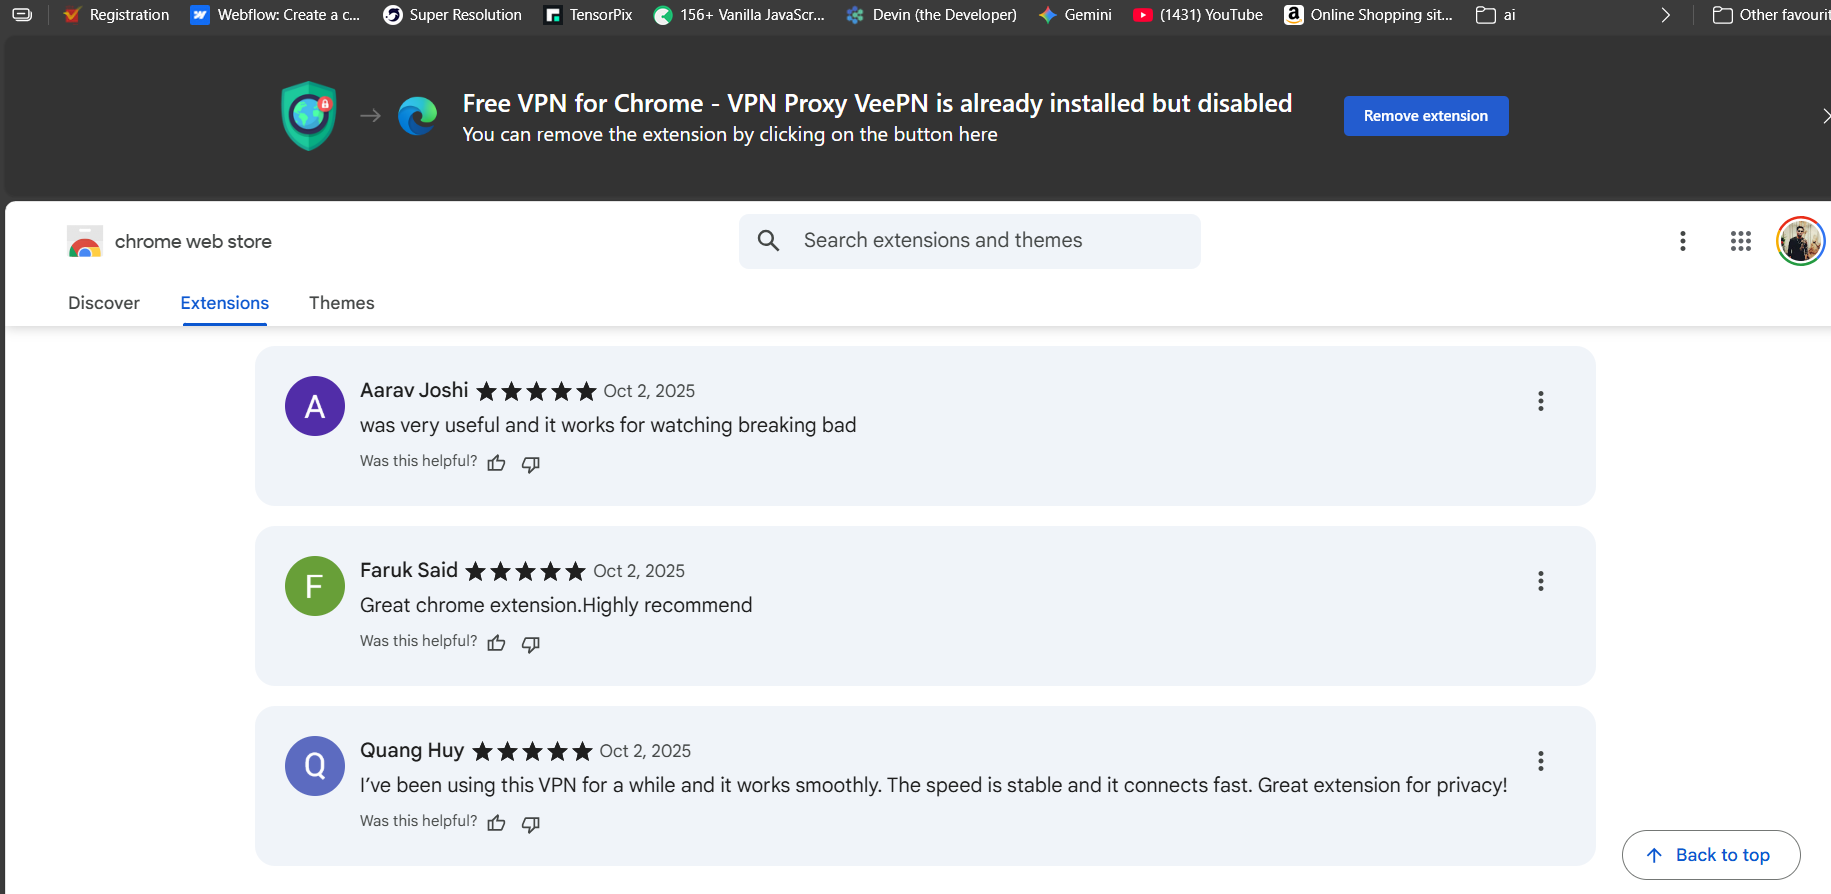 Registration
Webflow: Create a c...
Super Resolution
TensorPix
156+ Vanilla JavaScr...
Devin (the Developer)
Gemini
(1431) YouTube
Online Shopping sit...
ai
Other favourit
Free VPN for Chrome - VPN Proxy VeePN is already installed but disabled
You can remove the extension by clicking on the button here
Remove extension
chrome web store
Search extensions and themes
Discover
Extensions
Themes
A
Aarav Joshi
Oct 2, 2025
was very useful and it works for watching breaking bad
Was this helpful?
F
Faruk Said
Oct 2, 2025
Great chrome extension.Highly recommend
Was this helpful?
Q
Quang Huy
Oct 2, 2025
I’ve been using this VPN for a while and it works smoothly. The speed is stable and it connects fast. Great extension for privacy!
Was this helpful?
Back to top